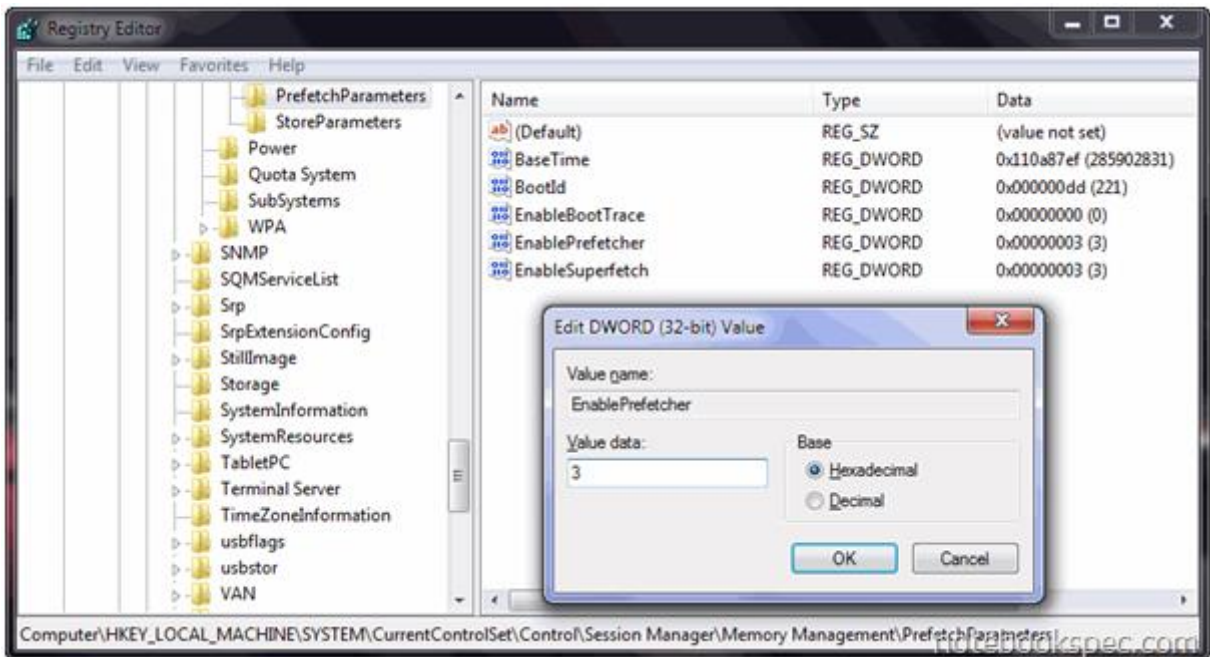 Registry Editor
File Edit View Favorites Help
PrefetchParameters
StoreParameters
Power
Quota System
SubSystems
WPA
SNMP
SQMServiceList
Srp
SrpExtensionConfig
StillImage
Storage
SystemInformation
SystemResources
TabletPC
Terminal Server
TimeZoneInformation
usbflags
usbstor
VAN
Name Type Data
ab (Default) REG_SZ (value not set)
BaseTime REG_DWORD 0x110a87ef (285902831)
BootId REG_DWORD 0x000000dd (221)
EnableBootTrace REG_DWORD 0x00000000 (0)
EnablePrefetcher REG_DWORD 0x00000003 (3)
EnableSuperfetch REG_DWORD 0x00000003 (3)
Edit DWORD (32-bit) Value
Value name:
EnablePrefetcher
Value data:
3
Base
Hexadecimal
Decimal
OK Cancel
Computer\HKEY_LOCAL_MACHINE\SYSTEM\CurrentControlSet\Control\Session Manager\Memory Management\PrefetchParameters
notebookspec.com